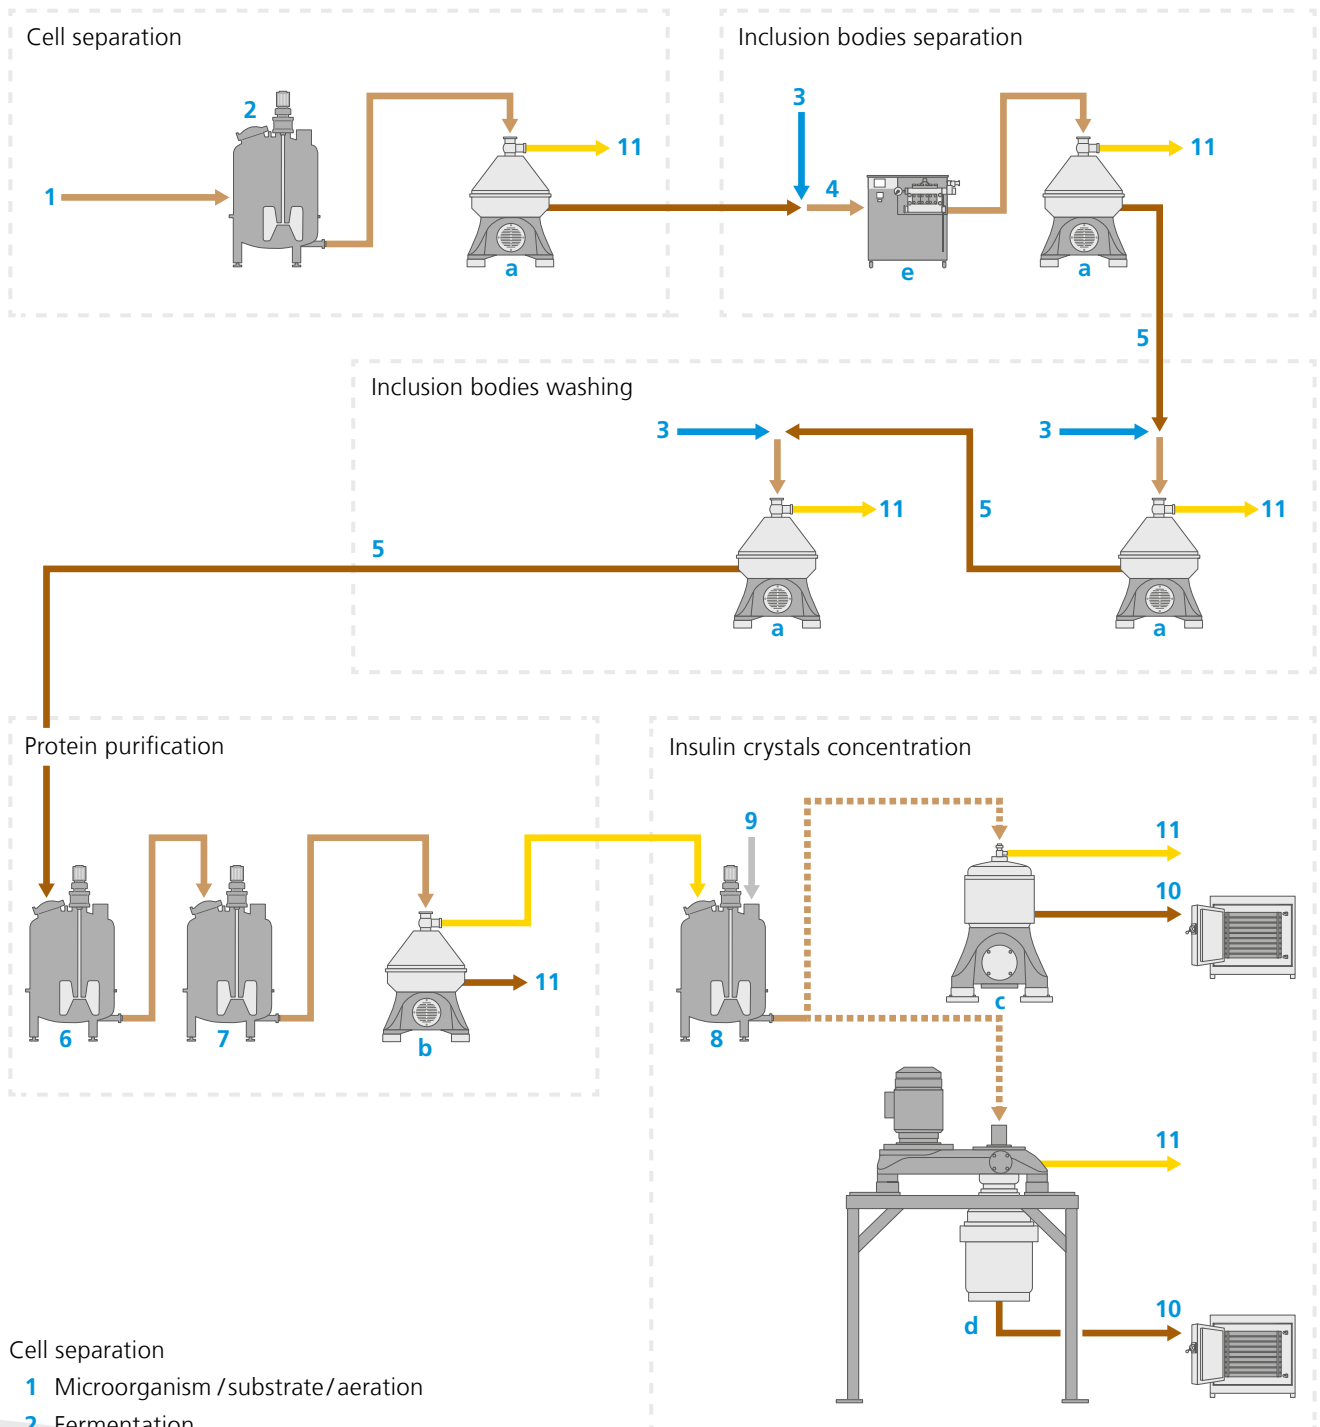 Cell separation
Inclusion bodies separation
1
2
11
a
3
4
e
11
a
5
Inclusion bodies washing
3
3
11
5
11
5
a
a
Protein purification
Insulin crystals concentration
6
7
11
b
9
8
11
10
c
11
10
d
Cell separation
1 Microorganism / substrate / aeration
2 Fermentation